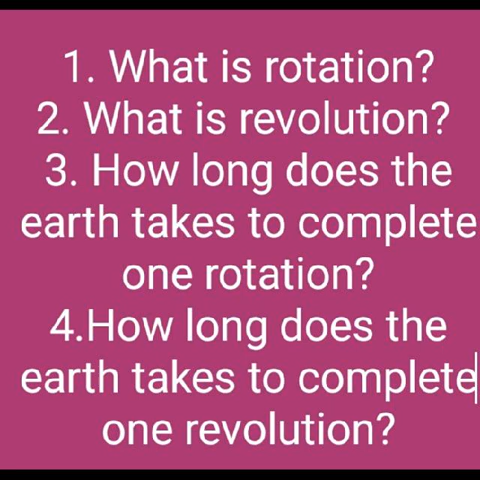 1. What is rotation?
2. What is revolution?
3. How long does the
earth takes to complete
one rotation?
4.How long does the
earth takes to complete
one revolution?